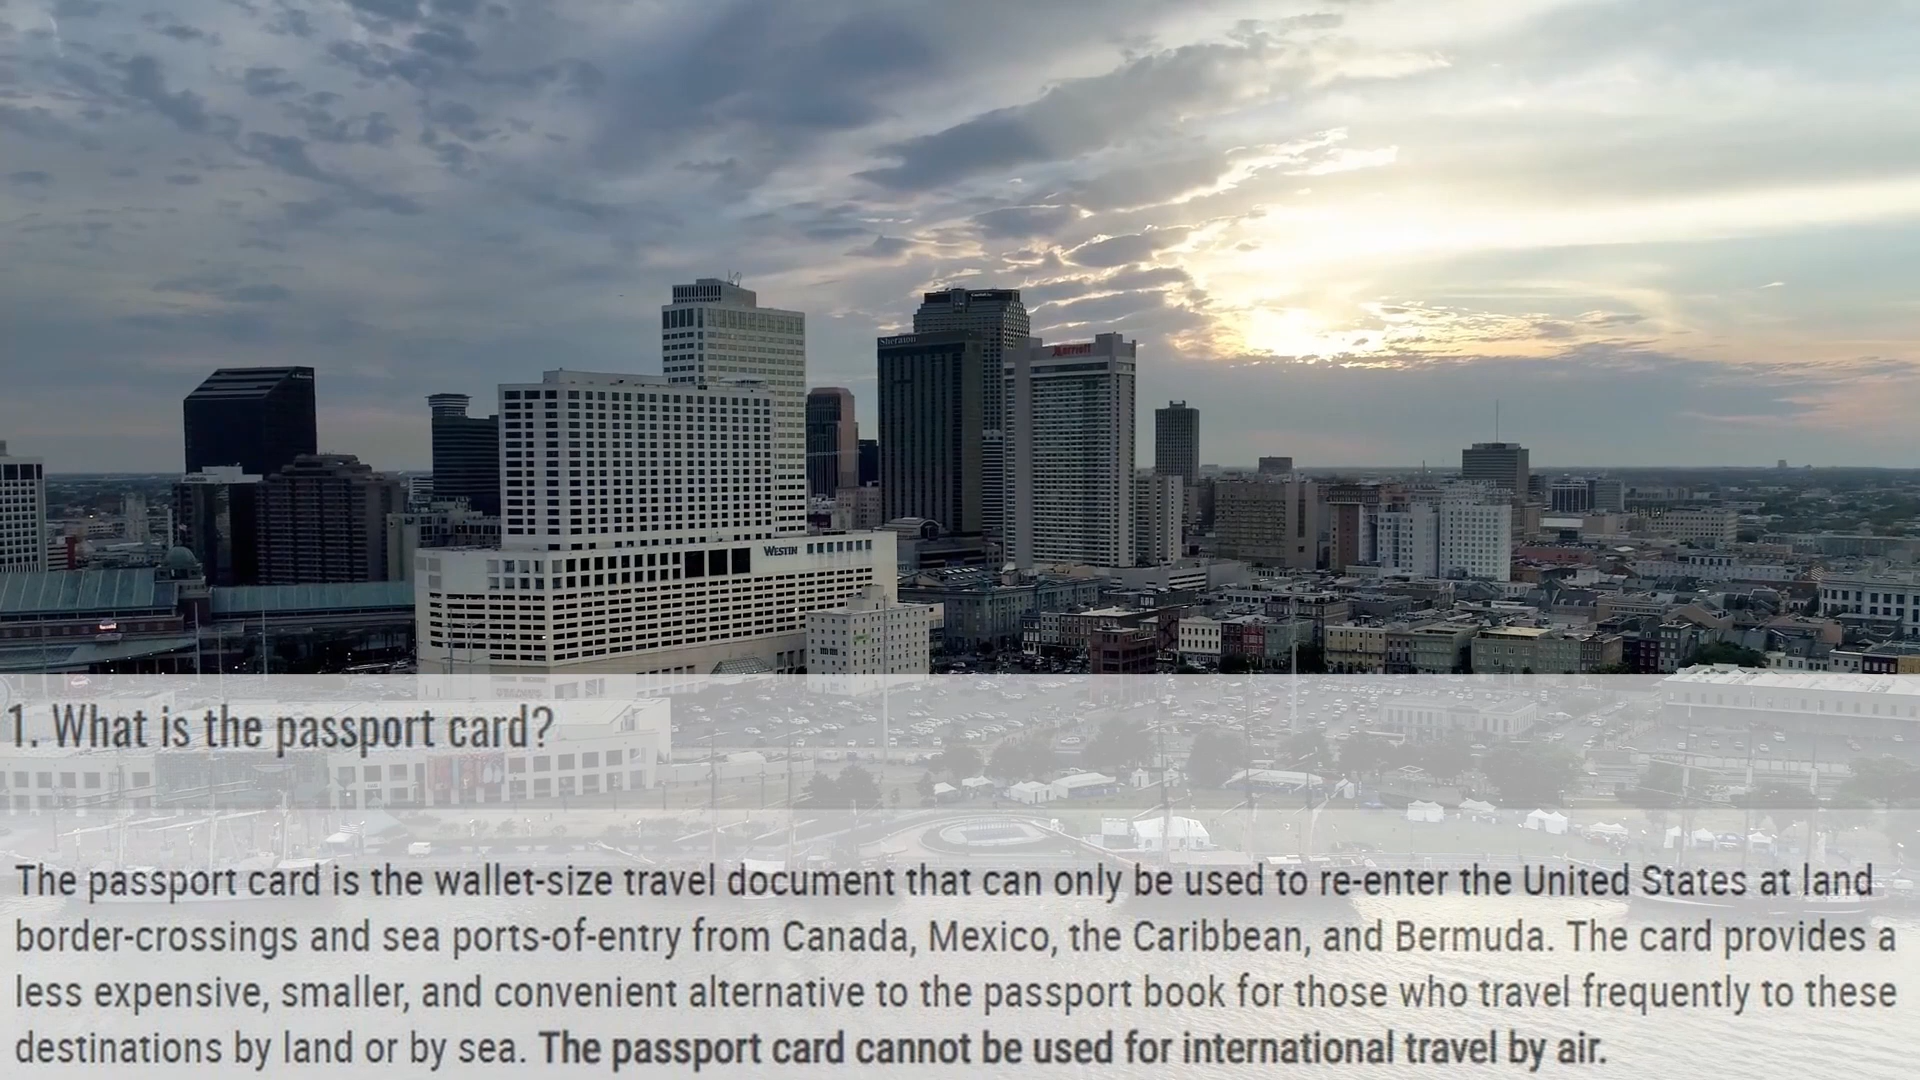 Sheraton
Marriott
Westin
1. What is the passport card?
The passport card is the wallet-size travel document that can only be used to re-enter the United States at land
border-crossings and sea ports-of-entry from Canada, Mexico, the Caribbean, and Bermuda. The card provides a
less expensive, smaller, and convenient alternative to the passport book for those who travel frequently to these
destinations by land or by sea. The passport card cannot be used for international travel by air.